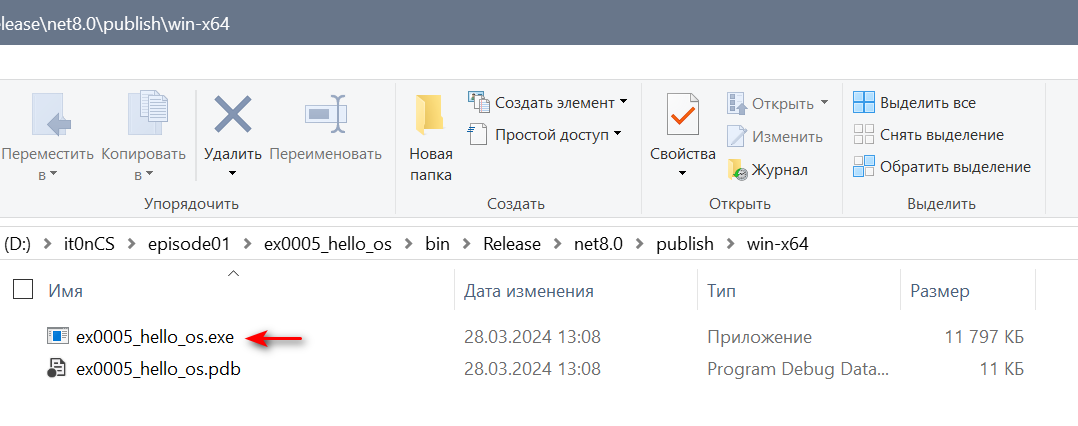 elease\net8.0\publish\win-x64
Переместить в
Копировать в
Удалить
Переименовать
Упорядочить
Новая папка
Создать элемент
Простой доступ
Создать
Свойства
Открыть
Изменить
Журнал
Открыть
Выделить все
Снять выделение
Обратить выделение
Выделить
(D:) > it0nCS > episode01 > ex0005_hello_os > bin > Release > net8.0 > publish > win-x64
Имя Дата изменения Тип Размер
ex0005_hello_os.exe 28.03.2024 13:08 Приложение 11 797 КБ
ex0005_hello_os.pdb 28.03.2024 13:08 Program Debug Data... 11 КБ